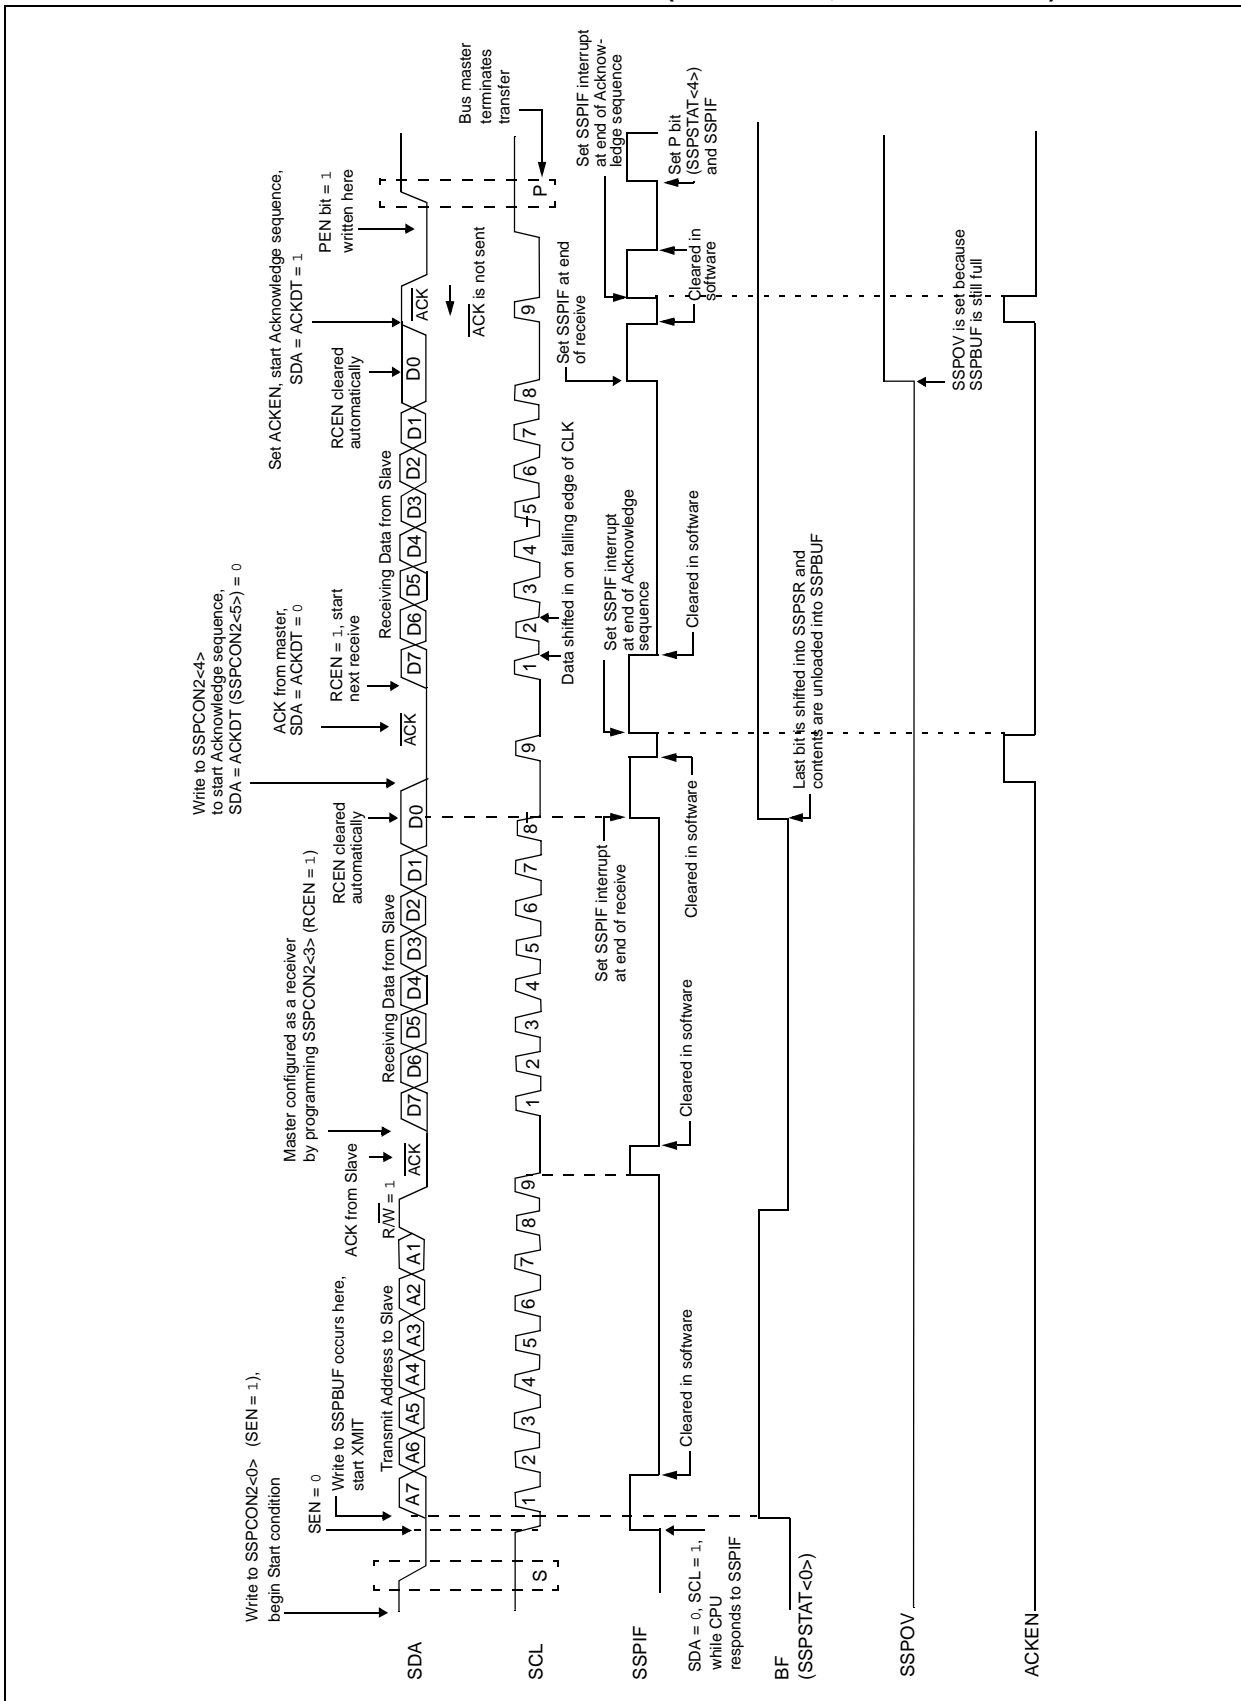 Write to SSPCON2<0> (SEN = 1),
begin Start condition
SEN = 0
Write to SSPBUF occurs here,
start XMIT
Transmit Address to Slave
ACK from Slave
R/W = 1
Master configured as a receiver
by programming SSPCON2<3> (RCEN = 1)
Receiving Data from Slave
RCEN cleared
automatically
Write to SSPCON2<4>
to start Acknowledge sequence,
SDA = ACKDT (SSPCON2<5>) = 0
ACK from master,
SDA = ACKDT = 0
RCEN = 1, start
next receive
Receiving Data from Slave
RCEN cleared
automatically
Set ACKEN, start Acknowledge sequence,
SDA = ACKDT = 1
PEN bit = 1
written here
SDA
A7 A6 A5 A4 A3 A2 A1 ACK D7 D6 D5 D4 D3 D2 D1 D0 ACK D7 D6 D5 D4 D3 D2 D1 D0 ACK
ACK is not sent
Bus master
terminates
transfer
SCL
S 1 2 3 4 5 6 7 8 9 1 2 3 4 5 6 7 8 9 1 2 3 4 5 6 7 8 9 P
Data shifted in on falling edge of CLK
Set SSPIF interrupt
at end of receive
Set SSPIF interrupt
at end of Acknowledge
sequence
Set SSPIF at end
of receive
Set SSPIF interrupt
at end of Acknow-
ledge sequence
SSPIF
SDA = 0, SCL = 1,
while CPU
responds to SSPIF
Cleared in software
Cleared in software
Cleared in software
Cleared in software
Cleared in
software
Set P bit
(SSPSTAT<4>)
and SSPIF
BF
(SSPSTAT<0>)
Last bit is shifted into SSPSR and
contents are unloaded into SSPBUF
SSPOV
SSPOV is set because
SSPBUF is still full
ACKEN